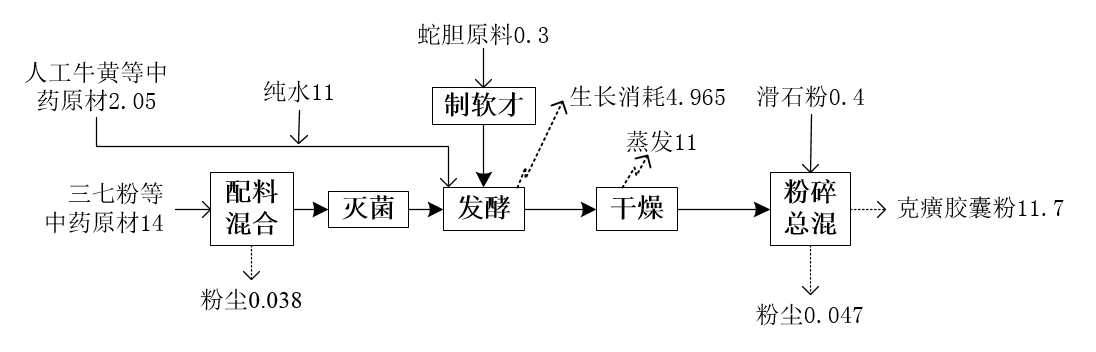 蛇胆原料0.3
人工牛黄等中
药原材2.05
纯水11
制软才
生长消耗4.965
滑石粉0.4
蒸发11
三七粉等
中药原材14
配料
混合
灭菌
发酵
干燥
粉碎
总混
克癀胶囊粉11.7
粉尘0.038
粉尘0.047